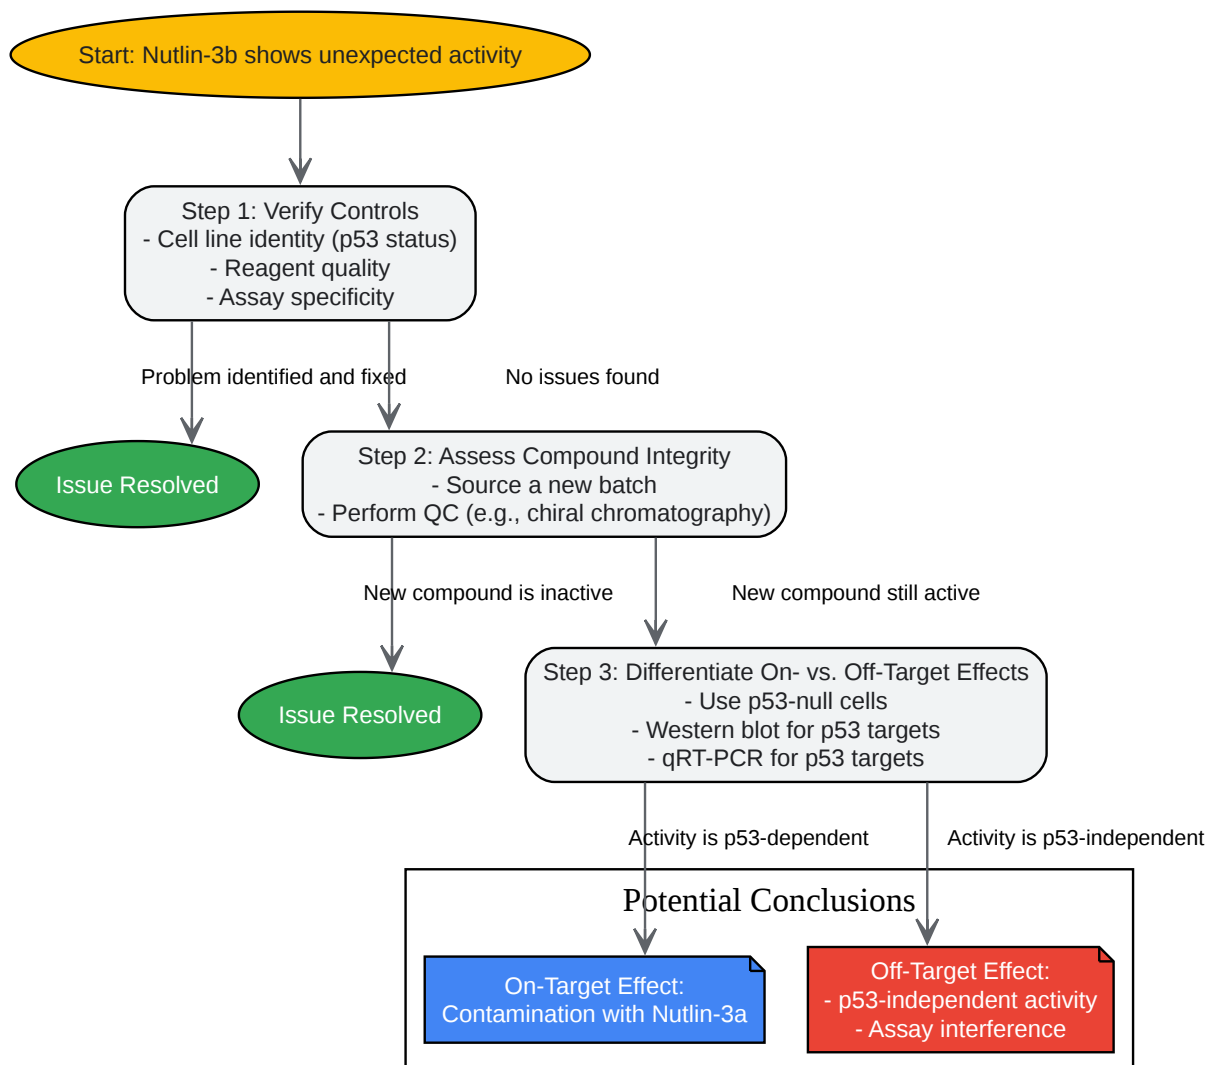 Start: Nutlin-3b shows unexpected activity
Step 1: Verify Controls
- Cell line identity (p53 status)
- Reagent quality
- Assay specificity
Problem identified and fixed
No issues found
Issue Resolved
Step 2: Assess Compound Integrity
- Source a new batch
- Perform QC (e.g., chiral chromatography)
New compound is inactive
New compound still active
Issue Resolved
Step 3: Differentiate On- vs. Off-Target Effects
- Use p53-null cells
- Western blot for p53 targets
- qRT-PCR for p53 targets
Activity is p53-dependent
Activity is p53-independent
Potential Conclusions
On-Target Effect:
Contamination with Nutlin-3a
Off-Target Effect:
- p53-independent activity
- Assay interference